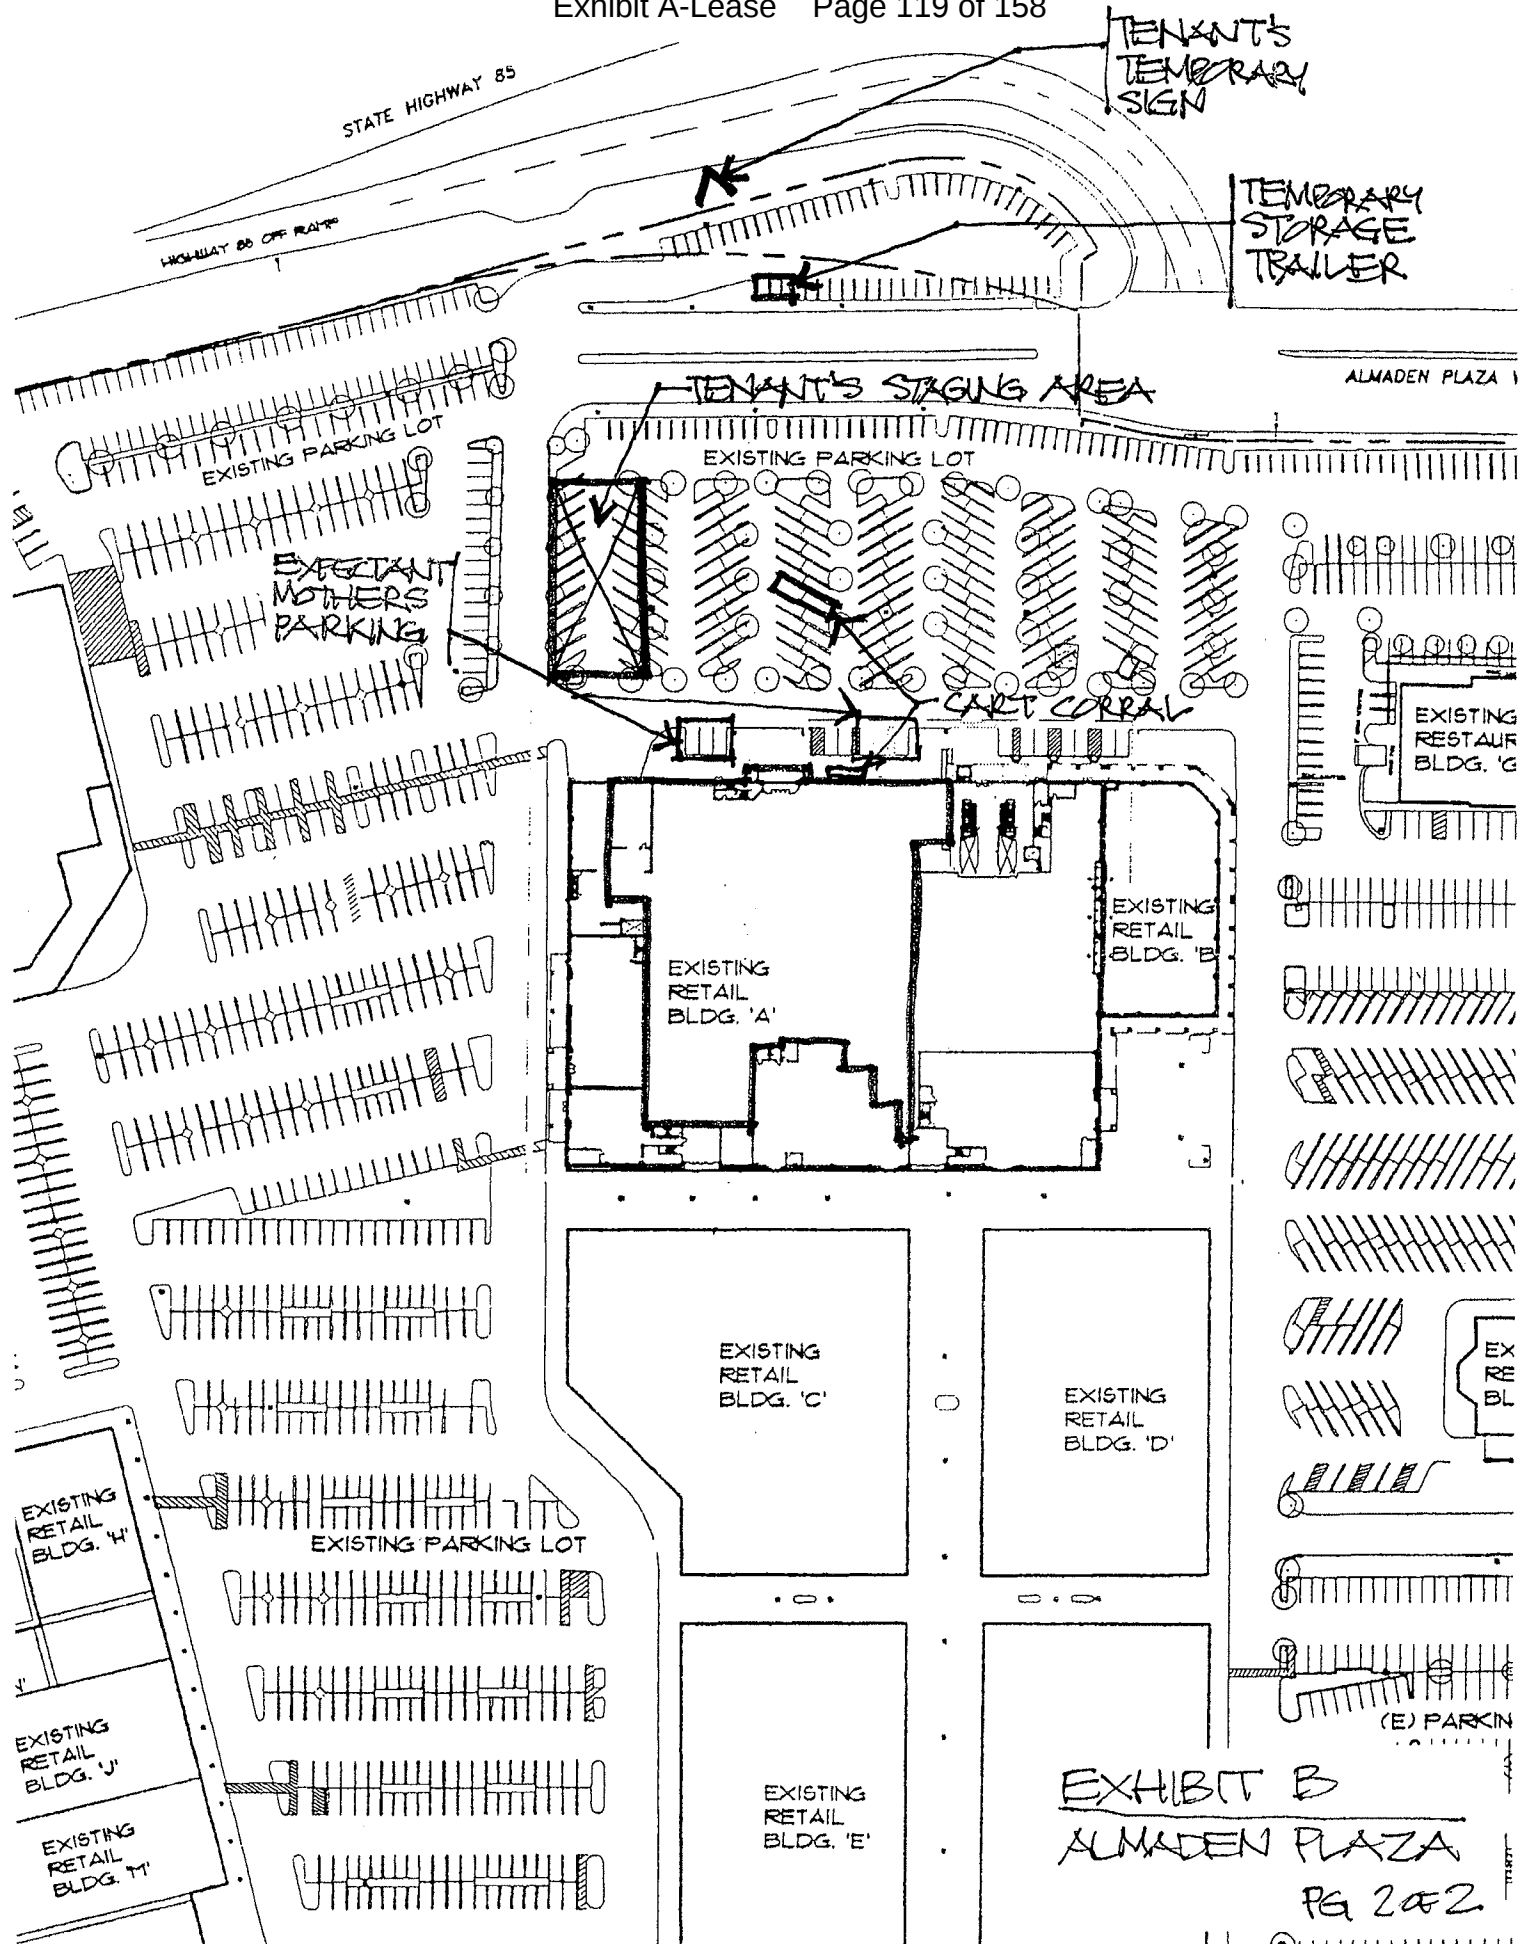 Exhibit A-Lease Page 119 of 158
TENANT'S
TEMPORARY
SIGN
STATE HIGHWAY 85
TEMPORARY
STORAGE
TRAILER
HIGHWAY 85 OFF RAMP
ALMADEN PLAZA
TENANT'S STAGING AREA
EXISTING PARKING LOT
EXISTING PARKING LOT
EXPECTANT
MOTHERS
PARKING
CART CORRAL
EXISTING
RESTAUR
BLDG. 'G
EXISTING
RETAIL
BLDG. 'B'
EXISTING
RETAIL
BLDG. 'A'
EXISTING
RETAIL
BLDG. 'C'
EXISTING
RETAIL
BLDG. 'D'
EX
RE
BL
EXISTING
RETAIL
BLDG. 'H'
EXISTING PARKING LOT
EXISTING
RETAIL
BLDG. 'J'
(E) PARKIN
EXISTING
RETAIL
BLDG. 'E'
EXISTING
RETAIL
BLDG. 'M'
EXHIBIT B
ALMADEN PLAZA
PG 2 OF 2